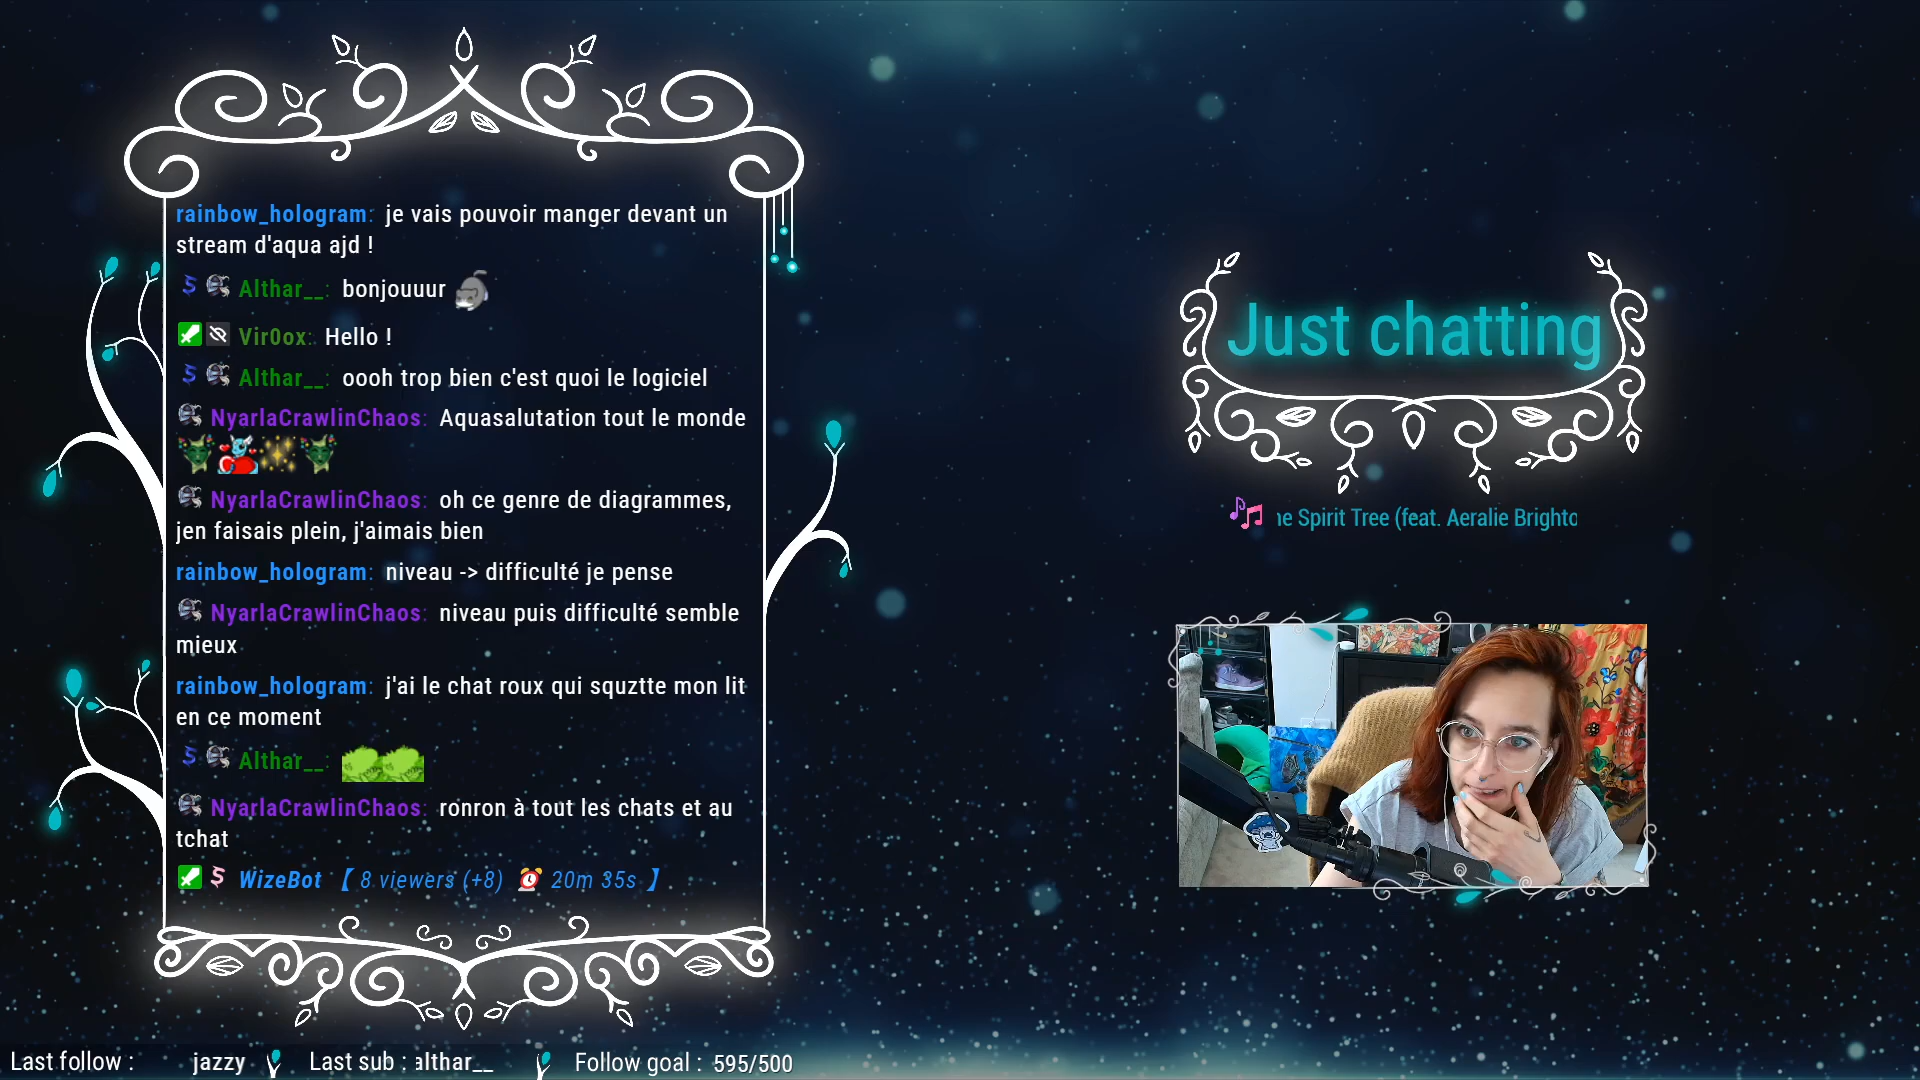 rainbow_hologram: je vais pouvoir manger devant un
stream d'aqua ajd !
Althar__: bonjouuur
Vir0ox: Hello !
Althar__: oooh trop bien c'est quoi le logiciel
NyarlaCrawlinChaos: Aquasalutation tout le monde
NyarlaCrawlinChaos: oh ce genre de diagrammes,
jen faisais plein, j'aimais bien
rainbow_hologram: niveau -> difficulté je pense
NyarlaCrawlinChaos: niveau puis difficulté semble
mieux
rainbow_hologram: j'ai le chat roux qui squztte mon lit
en ce moment
Althar__:
NyarlaCrawlinChaos: ronron à tout les chats et au
tchat
WizeBot 【 8 viewers (+8) ⏰ 20m 35s 】
Just chatting
ne Spirit Tree (feat. Aeralie Brighto
Last follow : jazzy Last sub : althar__ Follow goal : 595/500